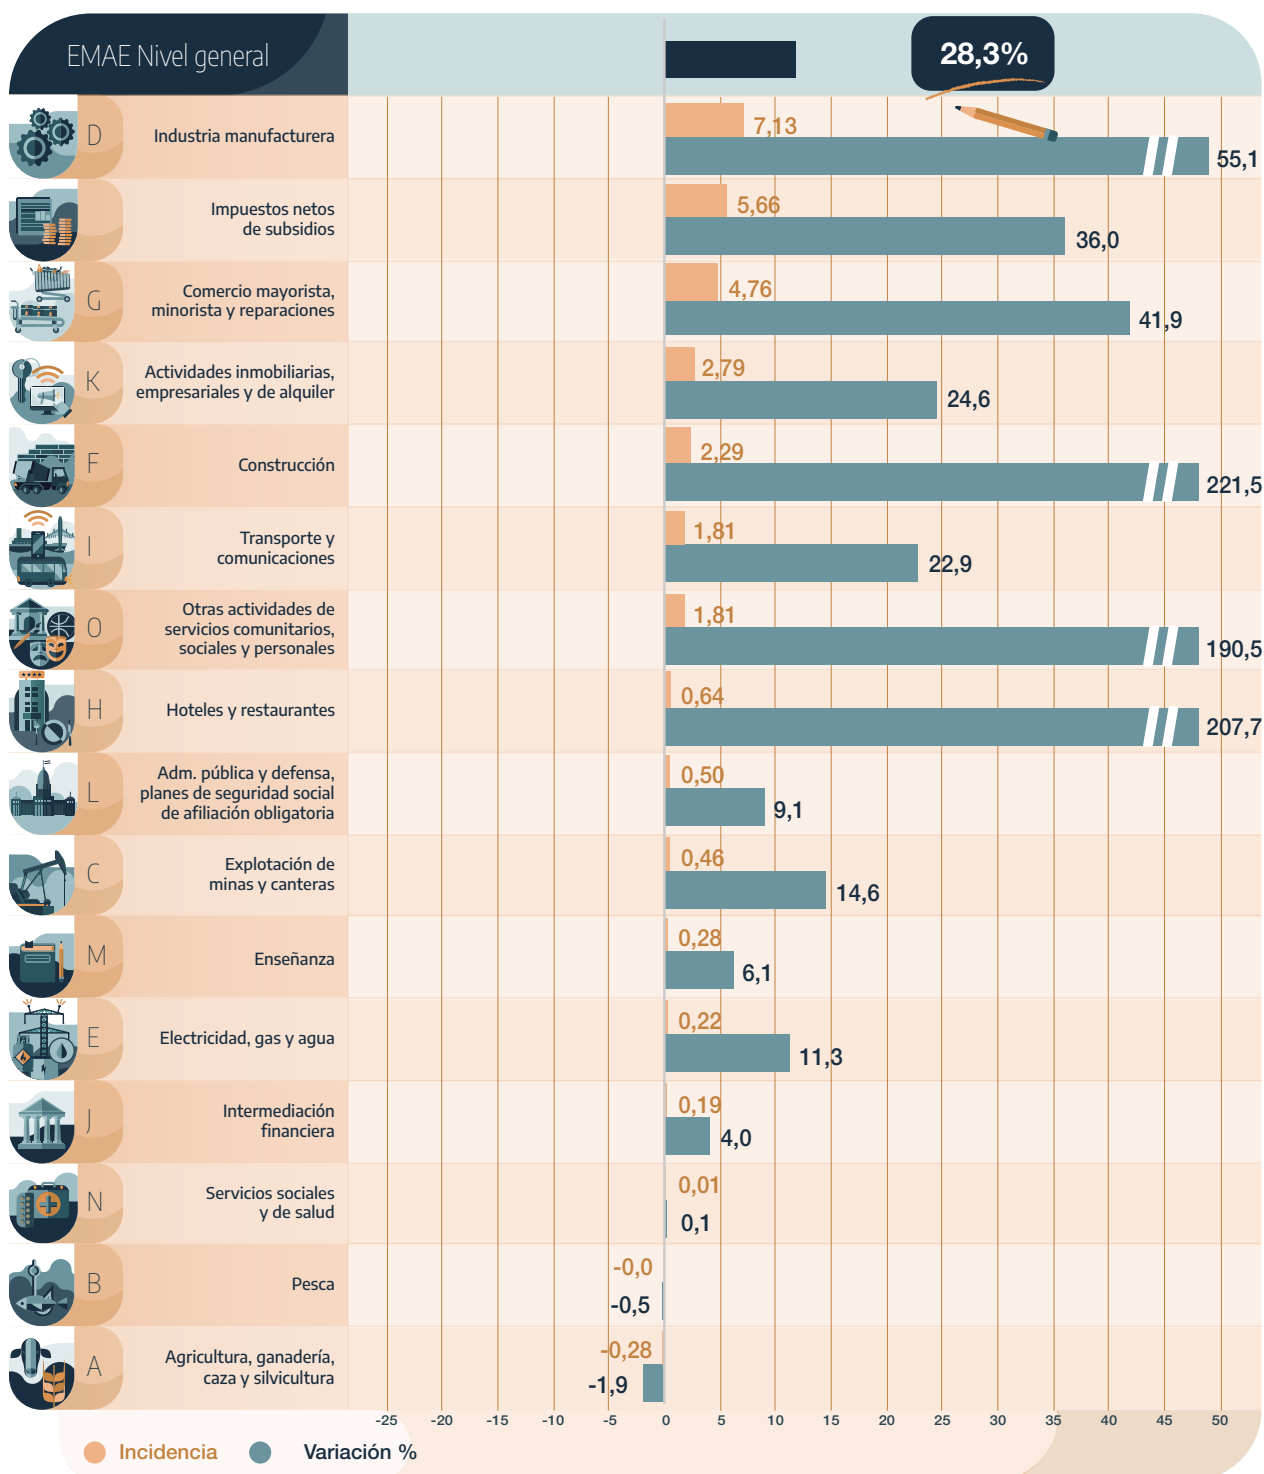 EMAE Nivel general
28,3%
D
Industria manufacturera
7,13
55,1
Impuestos netos
de subsidios
5,66
36,0
G
Comercio mayorista,
minorista y reparaciones
4,76
41,9
K
Actividades inmobiliarias,
empresariales y de alquiler
2,79
24,6
F
Construcción
2,29
221,5
I
Transporte y
comunicaciones
1,81
22,9
O
Otras actividades de
servicios comunitarios,
sociales y personales
1,81
190,5
H
Hoteles y restaurantes
0,64
207,7
L
Adm. pública y defensa,
planes de seguridad social
de afiliación obligatoria
0,50
9,1
C
Explotación de
minas y canteras
0,46
14,6
M
Enseñanza
0,28
6,1
E
Electricidad, gas y agua
0,22
11,3
J
Intermediación
financiera
0,19
4,0
N
Servicios sociales
y de salud
0,01
0,1
B
Pesca
-0,0
-0,5
A
Agricultura, ganadería,
caza y silvicultura
-0,28
-1,9
-25 -20 -15 -10 -5 0 5 10 15 20 25 30 35 40 45 50
Incidencia Variación %